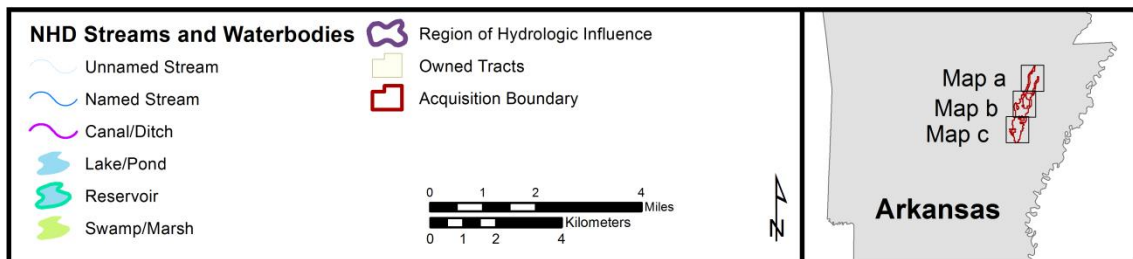 NHD Streams and Waterbodies
Unnamed Stream
Named Stream
Canal/Ditch
Lake/Pond
Reservoir
Swamp/Marsh
Region of Hydrologic Influence
Owned Tracts
Acquisition Boundary
0 1 2 4
Miles
Kilometers
0 1 2 4
N
Map a
Map b
Map c
Arkansas